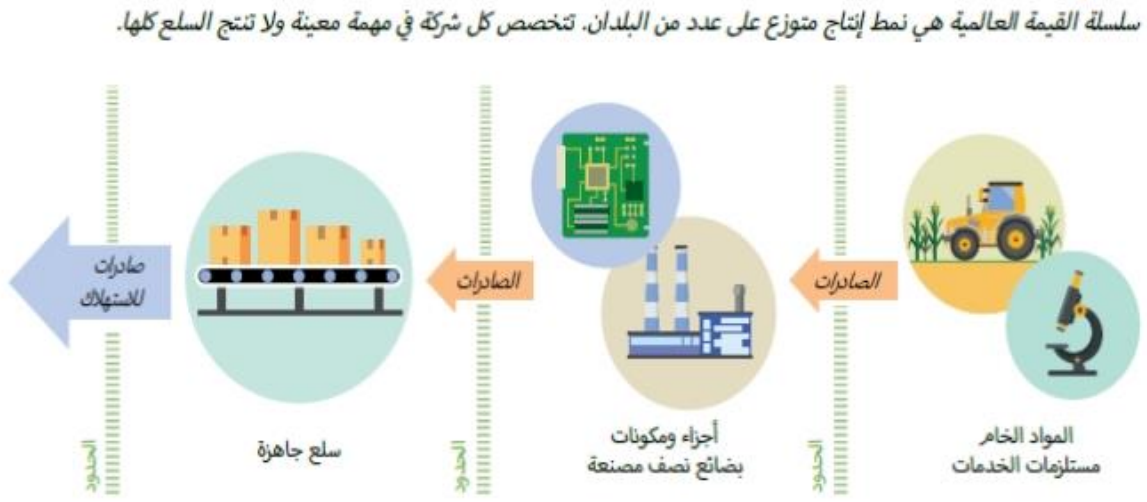 سلسلة القيمة العالمية هي نمط إنتاج متوزع على عدد من البلدان. تتخصص كل شركة في مهمة معينة ولا تنتج السلع كلها.
الصادرات
الصادرات
صادرات
للاستهلاك
المواد الخام
مستلزمات الخدمات
الحدود
أجزاء ومكونات
بضائع نصف مصنعة
الحدود
سلع جاهزة
الحدود